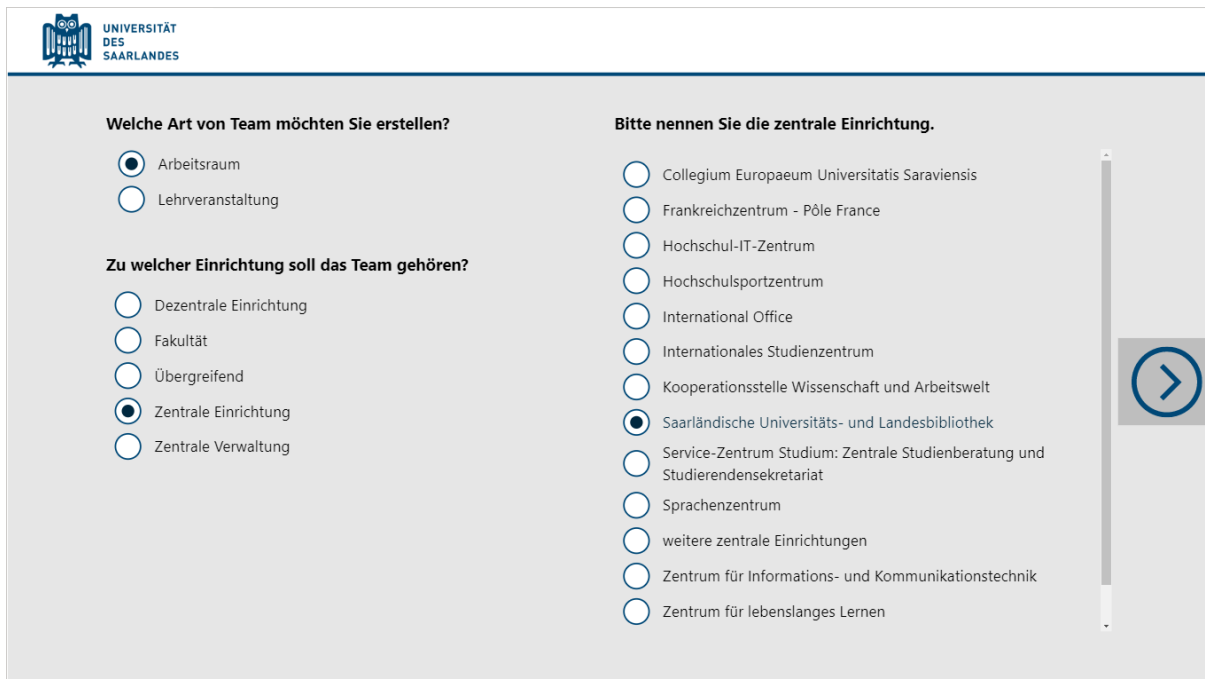 UNIVERSITÄT
DES
SAARLANDES
Welche Art von Team möchten Sie erstellen?
Arbeitsraum
Lehrveranstaltung
Zu welcher Einrichtung soll das Team gehören?
Dezentrale Einrichtung
Fakultät
Übergreifend
Zentrale Einrichtung
Zentrale Verwaltung
Bitte nennen Sie die zentrale Einrichtung.
Collegium Europaeum Universitatis Saraviensis
Frankreichzentrum - Pôle France
Hochschul-IT-Zentrum
Hochschulsportzentrum
International Office
Internationales Studienzentrum
Kooperationsstelle Wissenschaft und Arbeitswelt
Saarländische Universitäts- und Landesbibliothek
Service-Zentrum Studium: Zentrale Studienberatung und
Studierendensekretariat
Sprachenzentrum
weitere zentrale Einrichtungen
Zentrum für Informations- und Kommunikationstechnik
Zentrum für lebenslanges Lernen